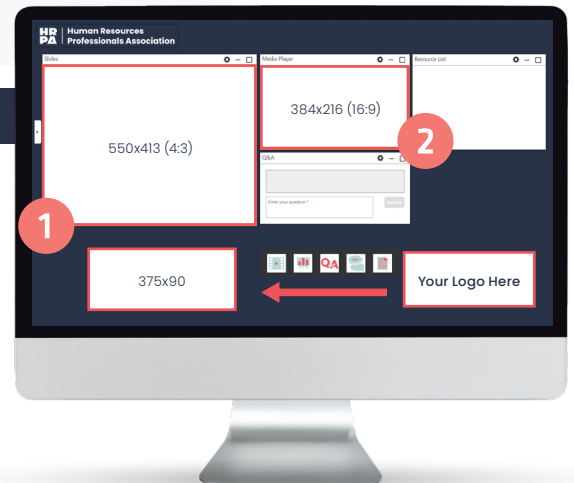 HR Human Resources
PA Professionals Association
Slides
Media Player
Resource List
550x413 (4:3)
384x216 (16:9)
2
Q&A
Enter your question *
1
QA
375x90
Your Logo Here